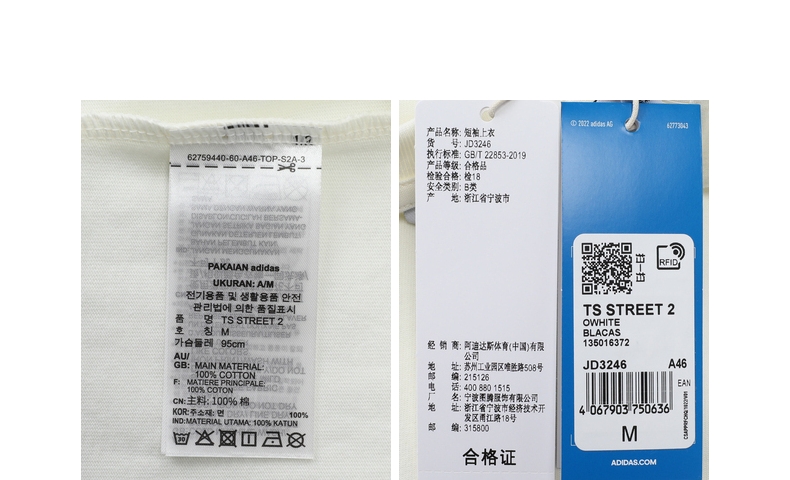 62759440-60-A46-TOP-S2A-3
PAKAIAN adidas
UKURAN: A/M
전기용품 및 생활용품 안전
관리법에 의한 품질표시
품 명 TS STREET 2
호 칭 M
가슴둘레 95cm
AU/
GB: MAIN MATERIAL:
100% COTTON
F: MATIERE PRINCIPALE:
100% COTON
CN: 主料: 100% 棉
KOR: 주소재: 면 100%
IND: MATERIAL UTAMA: 100% KATUN
产品名称: 短袖上衣
货 号: JD3246
执行标准: GB/T 22853-2019
产品等级: 合格品
检验合格: 检18
安全类别: B类
产 地: 浙江省宁波市
经 销 商: 阿迪达斯体育(中国)有限
公司
地 址: 苏州工业园区唯胜路508号
邮 编: 215126
电 话: 400 880 1515
厂 名: 宁波图腾服饰有限公司
地 址: 浙江省宁波市经济技术开
发区甬江路18号
邮 编: 315800
合格证
© 2022 adidas AG
62773043
RFID
TS STREET 2
OWHITE
BLACAS
135016372
JD3246 A46
EAN
4 067903 750636
M
ADIDAS.COM